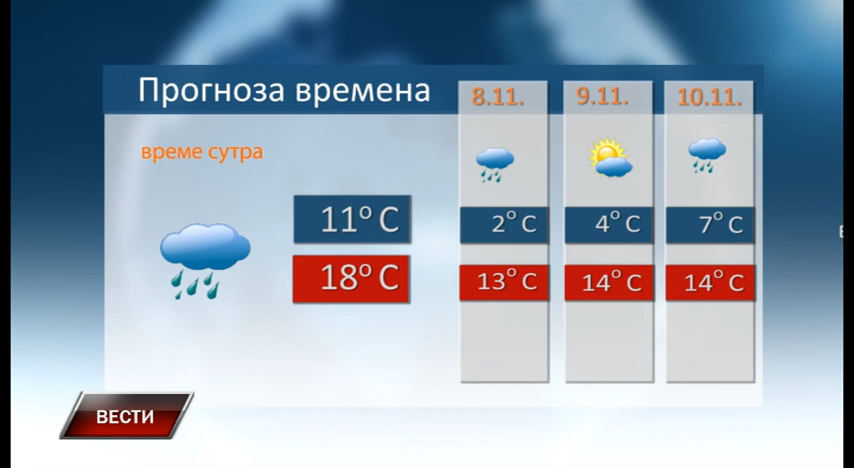 Прогноза времена
8.11.
9.11.
10.11.
време сутра
11° C
2° C
4° C
7° C
18° C
13° C
14° C
14° C
ВЕСТИ